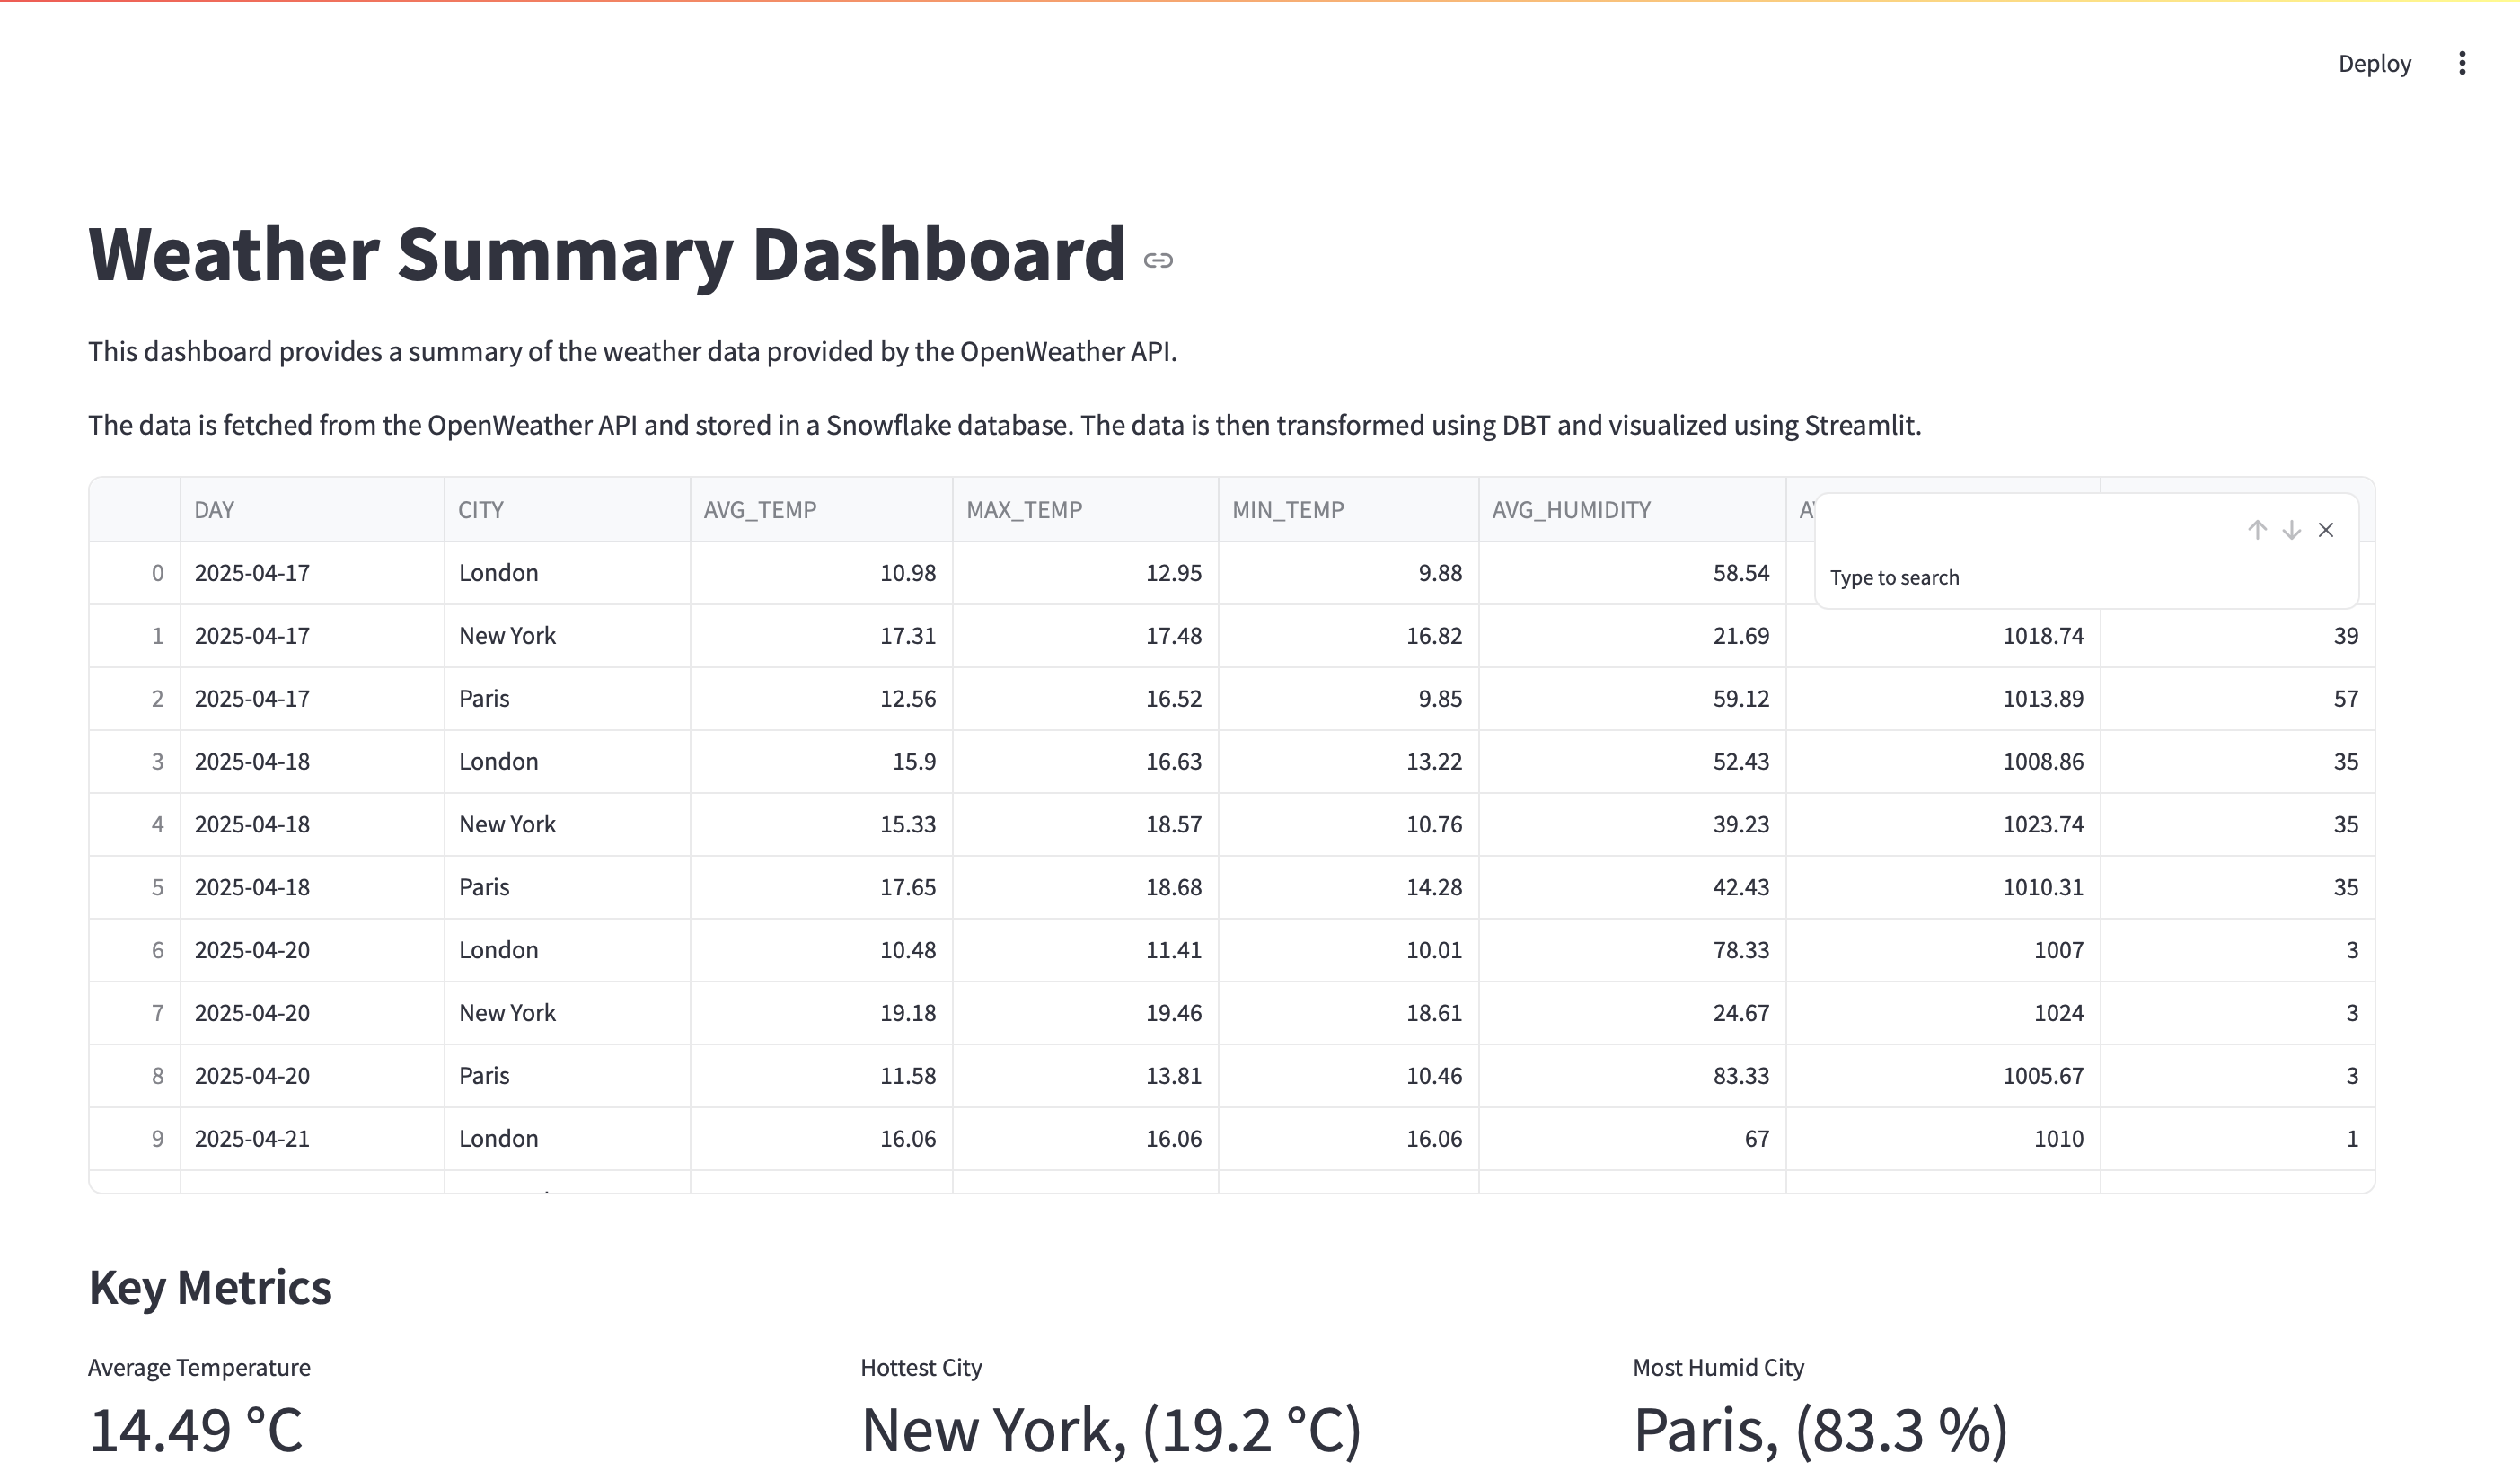 Deploy
Weather Summary Dashboard
This dashboard provides a summary of the weather data provided by the OpenWeather API.
The data is fetched from the OpenWeather API and stored in a Snowflake database. The data is then transformed using DBT and visualized using Streamlit.
DAY CITY AVG_TEMP MAX_TEMP MIN_TEMP AVG_HUMIDITY
0 2025-04-17 London 10.98 12.95 9.88 58.54
Type to search
1 2025-04-17 New York 17.31 17.48 16.82 21.69 1018.74 39
2 2025-04-17 Paris 12.56 16.52 9.85 59.12 1013.89 57
3 2025-04-18 London 15.9 16.63 13.22 52.43 1008.86 35
4 2025-04-18 New York 15.33 18.57 10.76 39.23 1023.74 35
5 2025-04-18 Paris 17.65 18.68 14.28 42.43 1010.31 35
6 2025-04-20 London 10.48 11.41 10.01 78.33 1007 3
7 2025-04-20 New York 19.18 19.46 18.61 24.67 1024 3
8 2025-04-20 Paris 11.58 13.81 10.46 83.33 1005.67 3
9 2025-04-21 London 16.06 16.06 16.06 67 1010 1
Key Metrics
Average Temperature Hottest City Most Humid City
14.49 °C New York, (19.2 °C) Paris, (83.3 %)